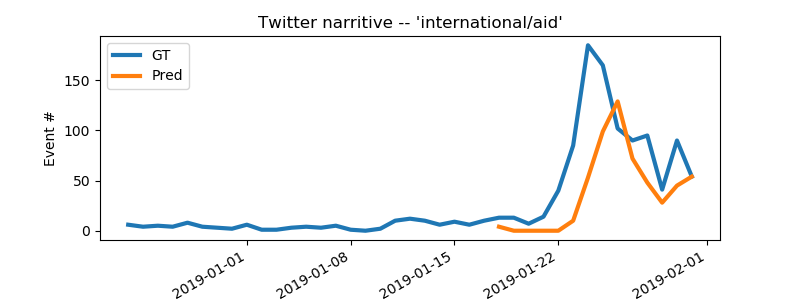 Twitter narritive -- 'international/aid'
GT
Pred
Event #
150
100
50
0
2019-01-01
2019-01-08
2019-01-15
2019-01-22
2019-02-01